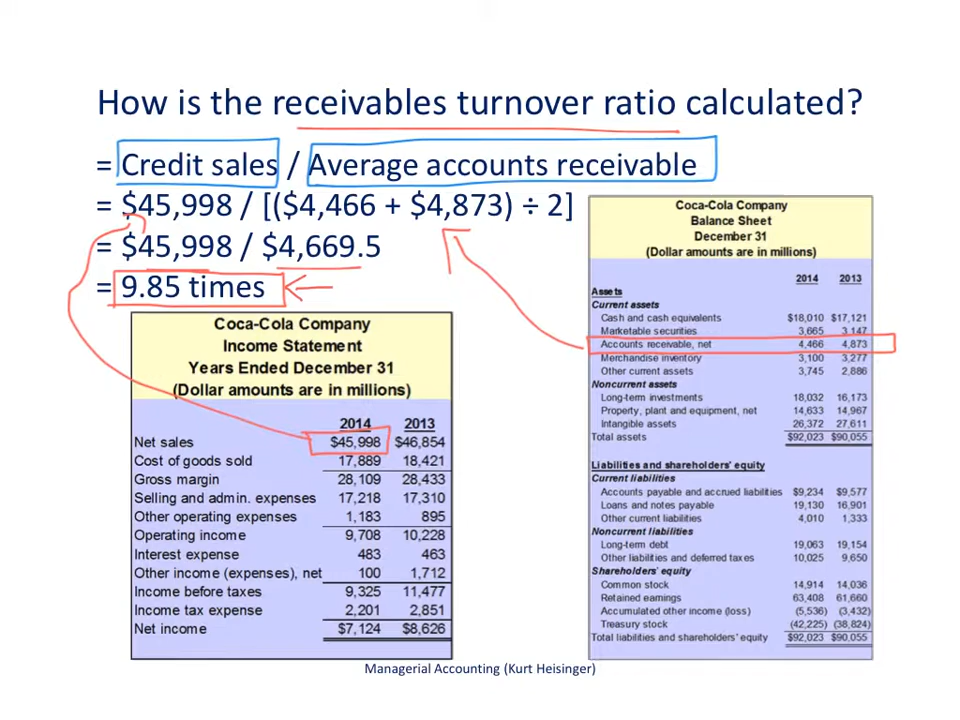 How is the receivables turnover ratio calculated?
= Credit sales / Average accounts receivable
= $45,998 / [($4,466 + $4,873) ÷ 2]
= $45,998 / $4,669.5
= 9.85 times
Coca-Cola Company
Income Statement
Years Ended December 31
(Dollar amounts are in millions)
2014 2013
Net sales $45,998 $46,854
Cost of goods sold 17,889 18,421
Gross margin 28,109 28,433
Selling and admin. expenses 17,218 17,310
Other operating expenses 1,183 895
Operating income 9,708 10,228
Interest expense 483 463
Other income (expenses), net 100 1,712
Income before taxes 9,325 11,477
Income tax expense 2,201 2,851
Net income $7,124 $8,626
Coca-Cola Company
Balance Sheet
December 31
(Dollar amounts are in millions)
2014 2013
Assets
Current assets
Cash and cash equivalents $18,010 $17,121
Marketable securities 3,665 3,147
Accounts receivable, net 4,466 4,873
Merchandise inventory 3,100 3,277
Other current assets 3,745 2,886
Noncurrent assets
Long-term investments 18,032 16,173
Property, plant and equipment, net 14,633 14,967
Intangible assets 26,372 27,611
Total assets $92,023 $90,055
Liabilities and shareholders' equity
Current liabilities
Accounts payable and accrued liabilities $9,234 $9,577
Loans and notes payable 19,130 16,901
Other current liabilities 4,010 1,333
Noncurrent liabilities
Long-term debt 19,063 19,154
Other liabilities and deferred taxes 10,025 9,650
Shareholders' equity
Common stock 14,914 14,036
Retained earnings 63,408 61,660
Accumulated other income (loss) (5,536) (3,432)
Treasury stock (42,225) (38,824)
Total liabilities and shareholders' equity $92,023 $90,055
Managerial Accounting (Kurt Heisinger)